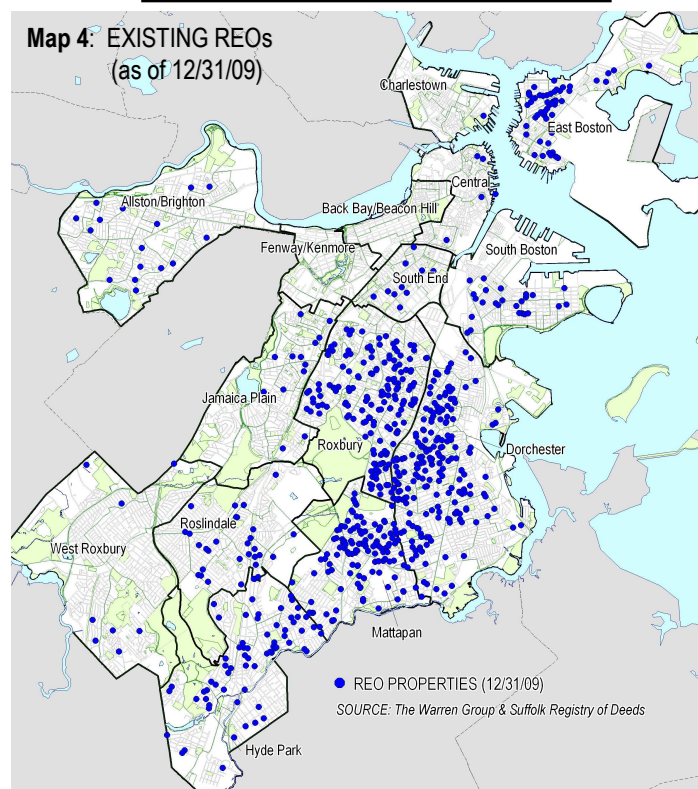 Map 4: EXISTING REOs
(as of 12/31/09)
Charlestown
East Boston
Central
Allston/Brighton
Back Bay/Beacon Hill
Fenway/Kenmore
South Boston
South End
Jamaica Plain
Roxbury
Dorchester
Roslindale
West Roxbury
Mattapan
REO PROPERTIES (12/31/09)
SOURCE: The Warren Group & Suffolk Registry of Deeds
Hyde Park